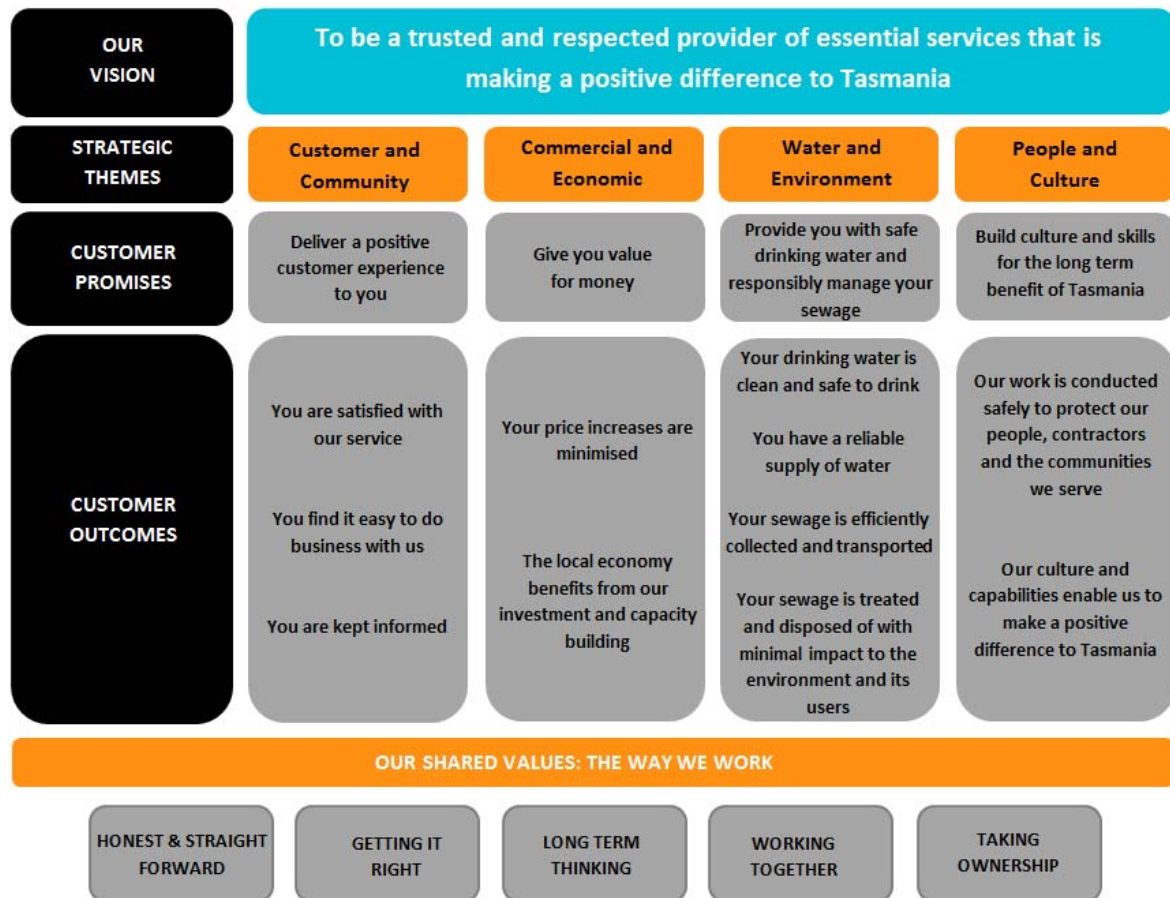 OUR
VISION
To be a trusted and respected provider of essential services that is
making a positive difference to Tasmania
STRATEGIC
THEMES
Customer and
Community
Commercial and
Economic
Water and
Environment
People and
Culture
CUSTOMER
PROMISES
Deliver a positive
customer experience
to you
Give you value
for money
Provide you with safe
drinking water and
responsibly manage your
sewage
Build culture and skills
for the long term
benefit of Tasmania
CUSTOMER
OUTCOMES
You are satisfied with
our service
You find it easy to do
business with us
You are kept informed
Your price increases are
minimised
The local economy
benefits from our
investment and capacity
building
Your drinking water is
clean and safe to drink
You have a reliable
supply of water
Your sewage is efficiently
collected and transported
Your sewage is treated
and disposed of with
minimal impact to the
environment and its
users
Our work is conducted
safely to protect our
people, contractors
and the communities
we serve
Our culture and
capabilities enable us to
make a positive
difference to Tasmania
OUR SHARED VALUES: THE WAY WE WORK
HONEST & STRAIGHT
FORWARD
GETTING IT
RIGHT
LONG TERM
THINKING
WORKING
TOGETHER
TAKING
OWNERSHIP